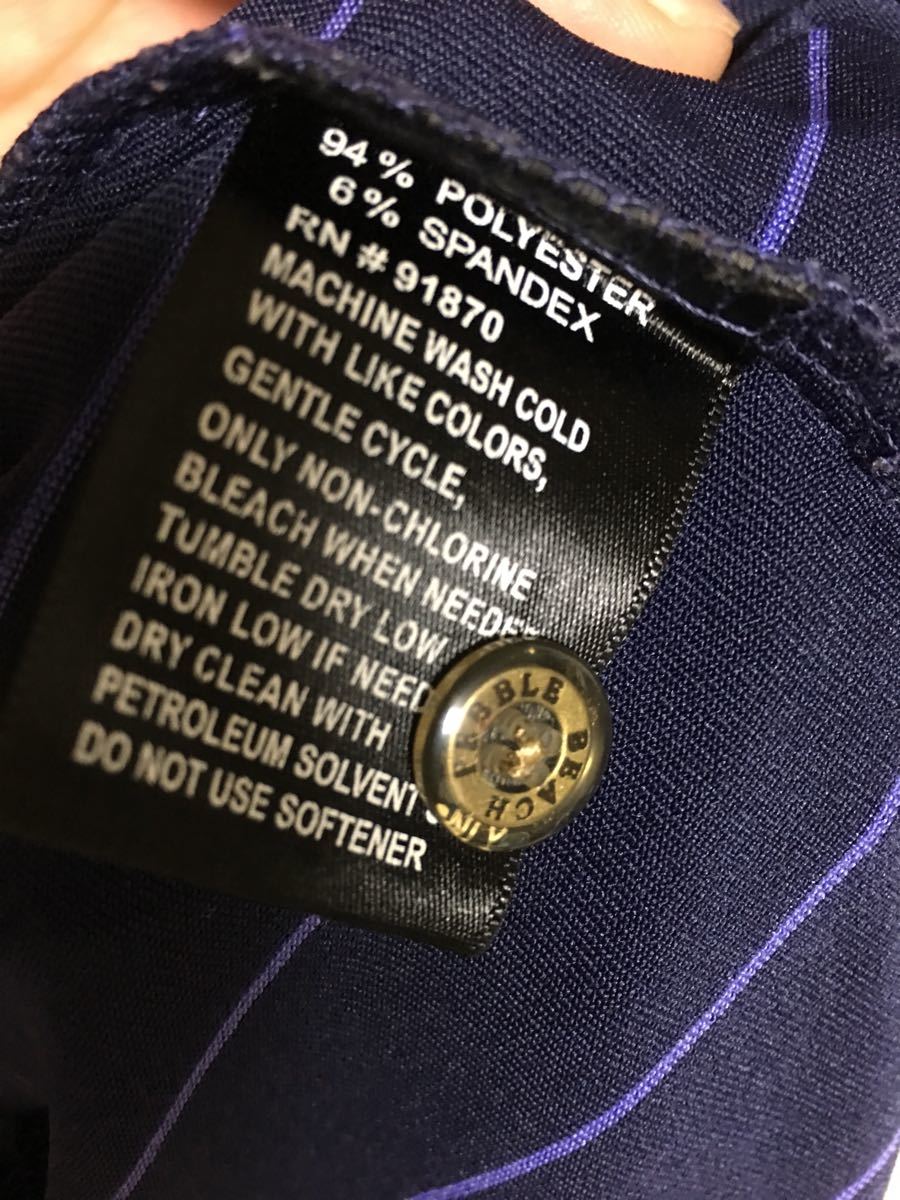 94 % POLYESTER
6 % SPANDEX
RN # 91870
MACHINE WASH COLD
WITH LIKE COLORS,
GENTLE CYCLE,
ONLY NON-CHLORINE
BLEACH WHEN NEEDED
TUMBLE DRY LOW
IRON LOW IF NEED
DRY CLEAN WITH
PETROLEUM SOLVENT
DO NOT USE SOFTENER
PEBBLE BEACH